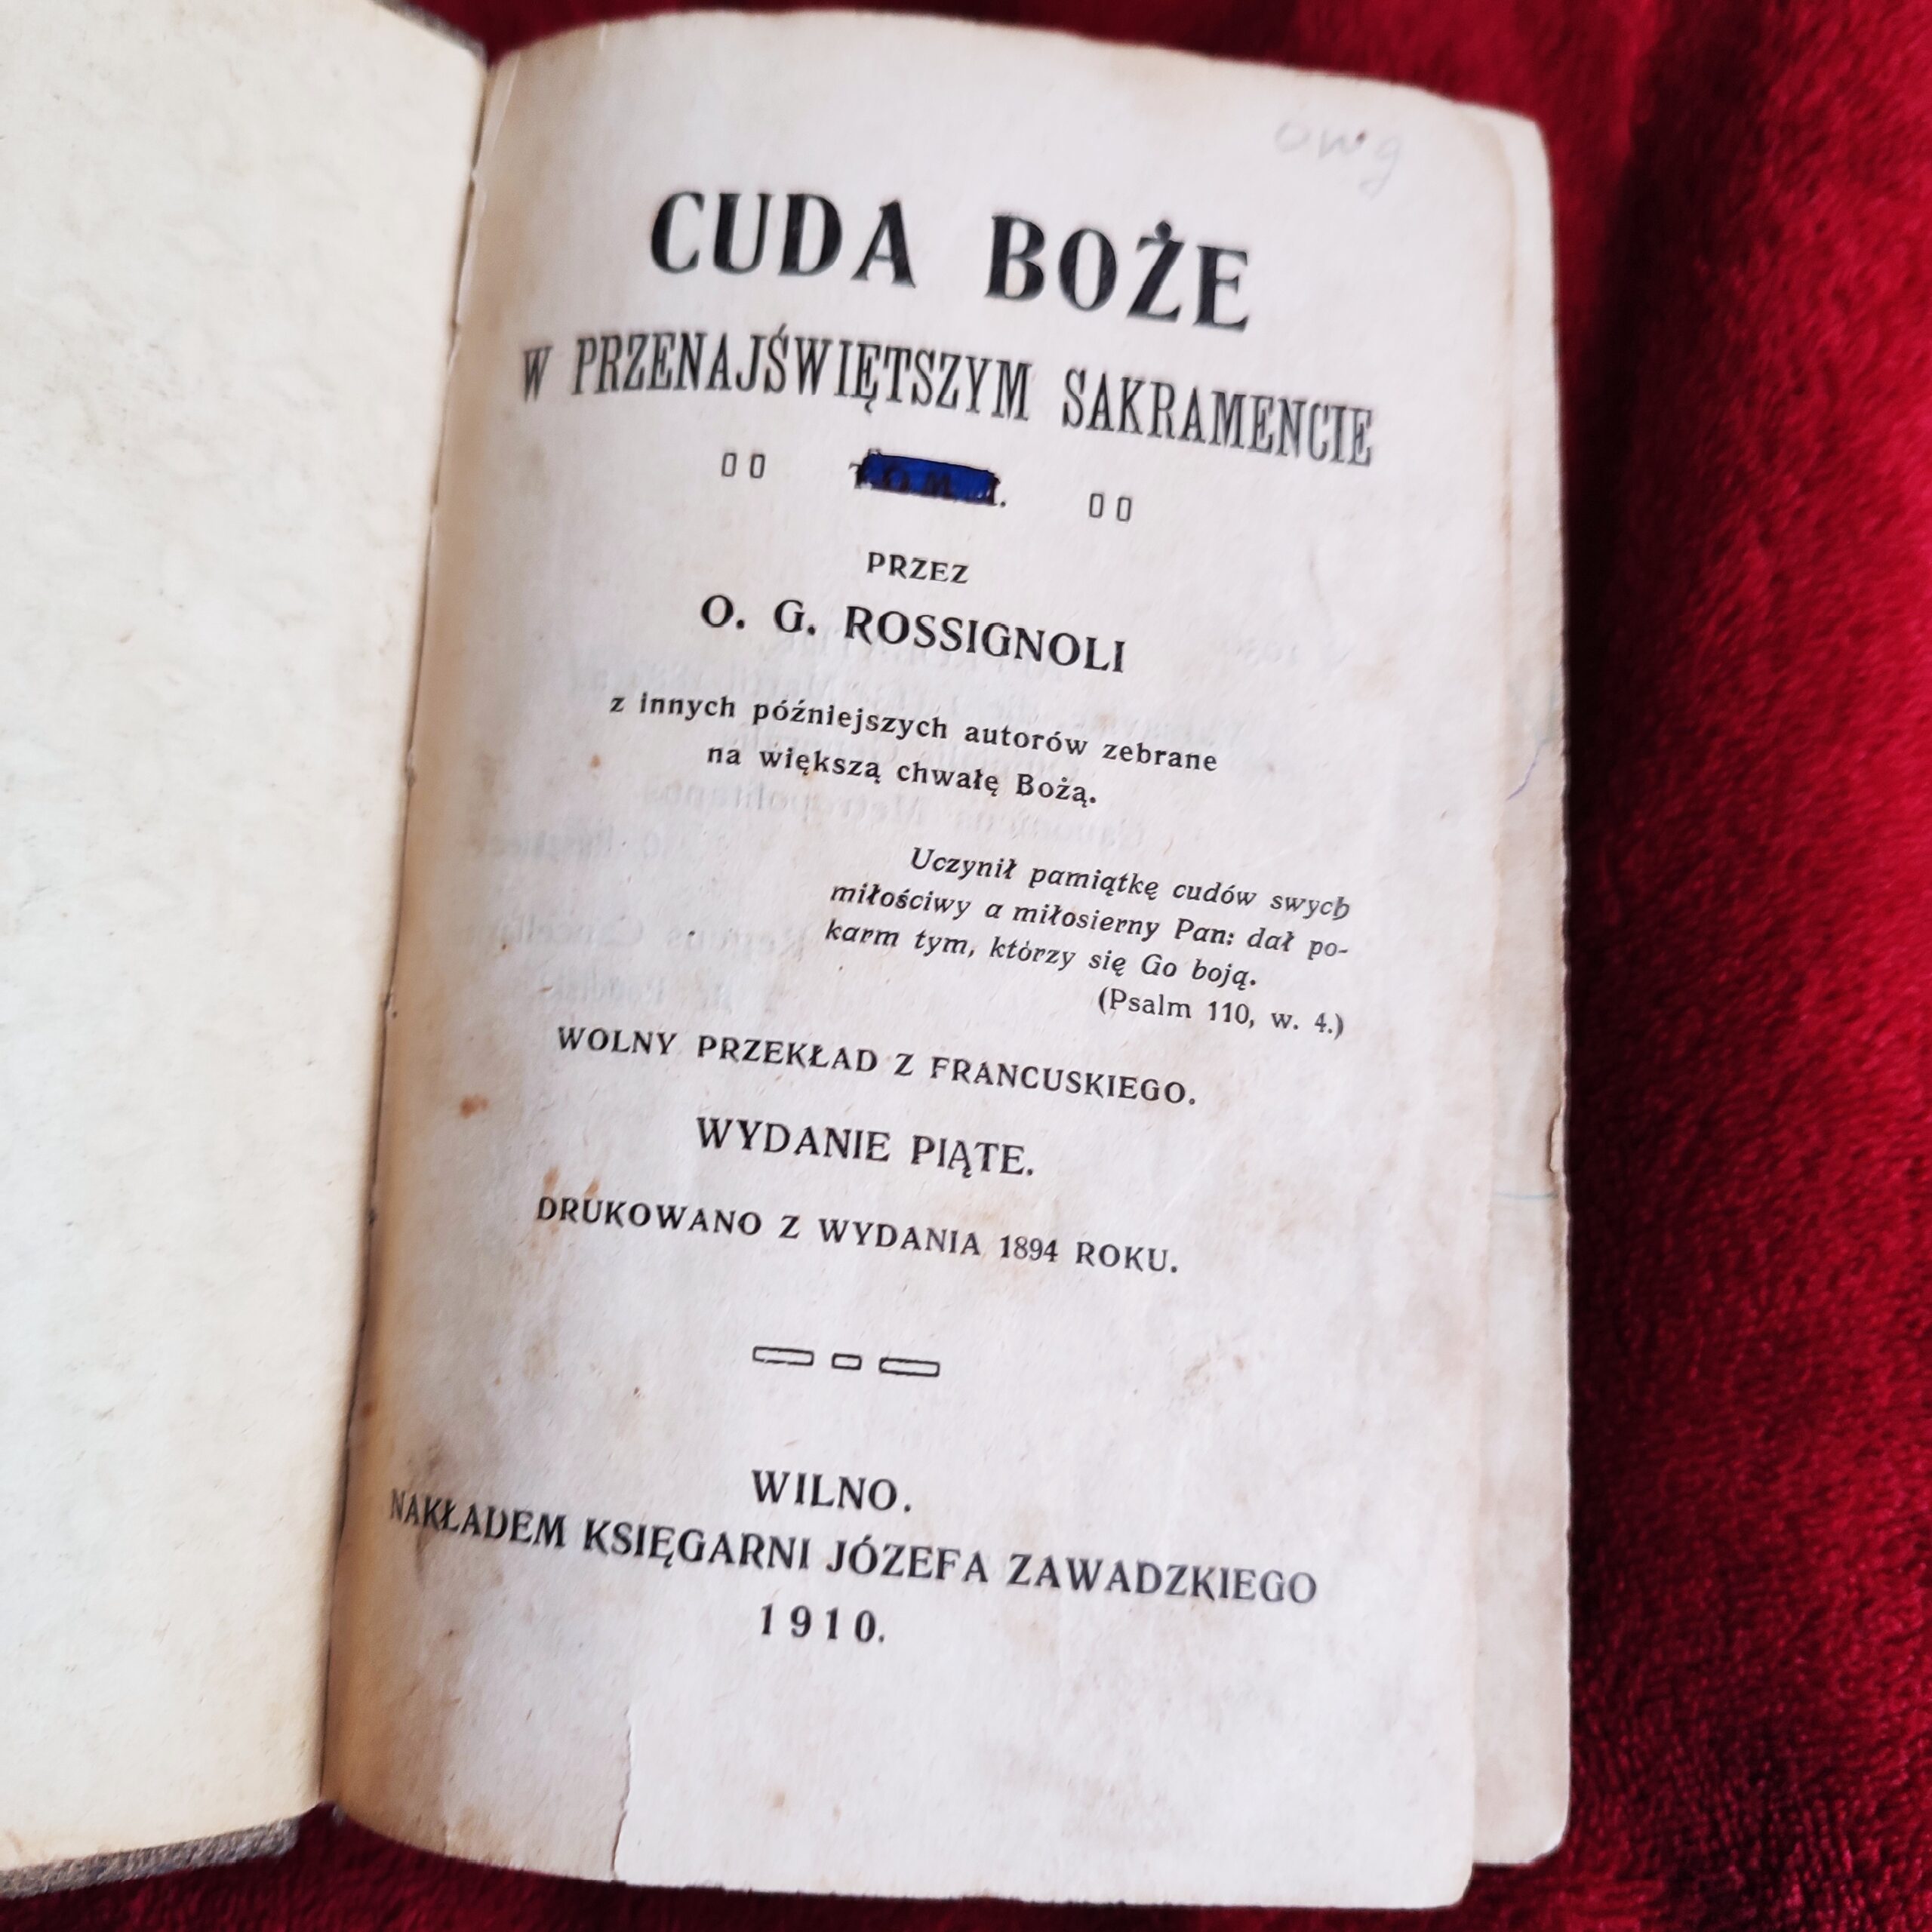 owg
CUDA BOŻE
W PRZENAJŚWIĘTSZYM SAKRAMENCIE
TOM I.
PRZEZ
O. G. ROSSIGNOLI
z innych późniejszych autorów zebrane
na większą chwałę Bożą.
Uczynił pamiątkę cudów swych
miłościwy a miłosierny Pan: dał po-
karm tym, którzy się Go boją.
(Psalm 110, w. 4.)
WOLNY PRZEKŁAD Z FRANCUSKIEGO.
WYDANIE PIĄTE.
DRUKOWANO Z WYDANIA 1894 ROKU.
WILNO.
NAKŁADEM KSIĘGARNI JÓZEFA ZAWADZKIEGO
1910.